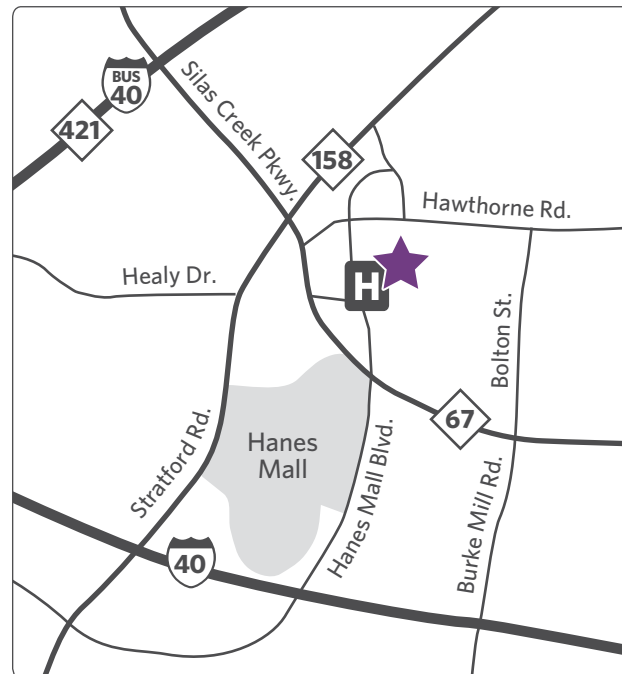 BUS
40
421
Silas Creek Pkwy.
158
Hawthorne Rd.
Healy Dr.
H
Bolton St.
67
Hanes
Mall
Stratford Rd.
Hanes Mall Blvd.
Burke Mill Rd.
40